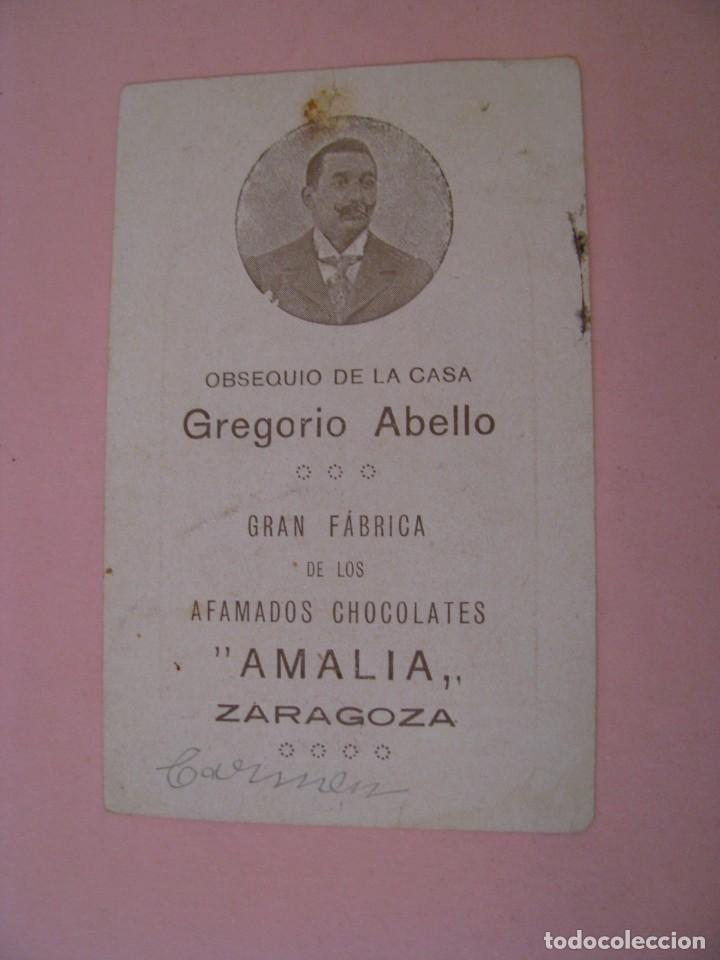 OBSEQUIO DE LA CASA
Gregorio Abello
GRAN FÁBRICA
DE LOS
AFAMADOS CHOCOLATES
"AMALIA„
ZARAGOZA
Carmen
todocoleccion